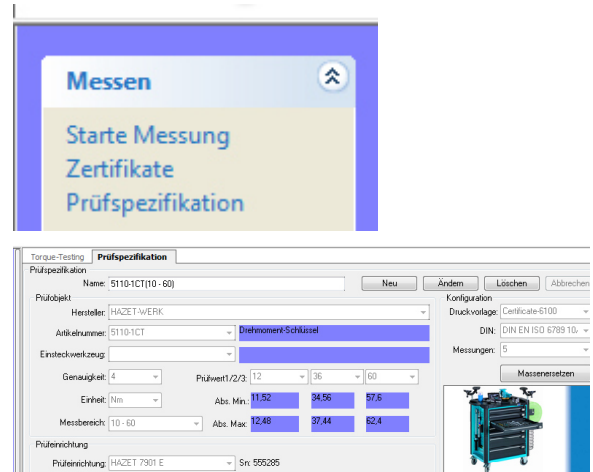 Messen
Starte Messung
Zertifikate
Prüfspezifikation
Torque-Testing Prüfspezifikation
Prüfspezifikation
Name: 5110-1CT(10 - 60) Neu Ändern Löschen Abbrechen
Prüfobjekt Konfiguration
Hersteller: HAZET-WERK Druckvorlage: Certificate-6100
Artikelnummer: 5110-1CT Drehmoment-Schlüssel DIN: DIN EN ISO 6789 10,
Einsteckwerkzeug: Messungen: 5
Genauigkeit: 4 Prüfwert1/2/3: 12 36 60 Massenersetzen
Einheit: Nm Abs. Min.: 11,52 34,56 57,6
Messbereich: 10 - 60 Abs. Max: 12,48 37,44 62,4
Prüfeinrichtung
Prüfeinrichtung: HAZET 7901 E Sn: 555285